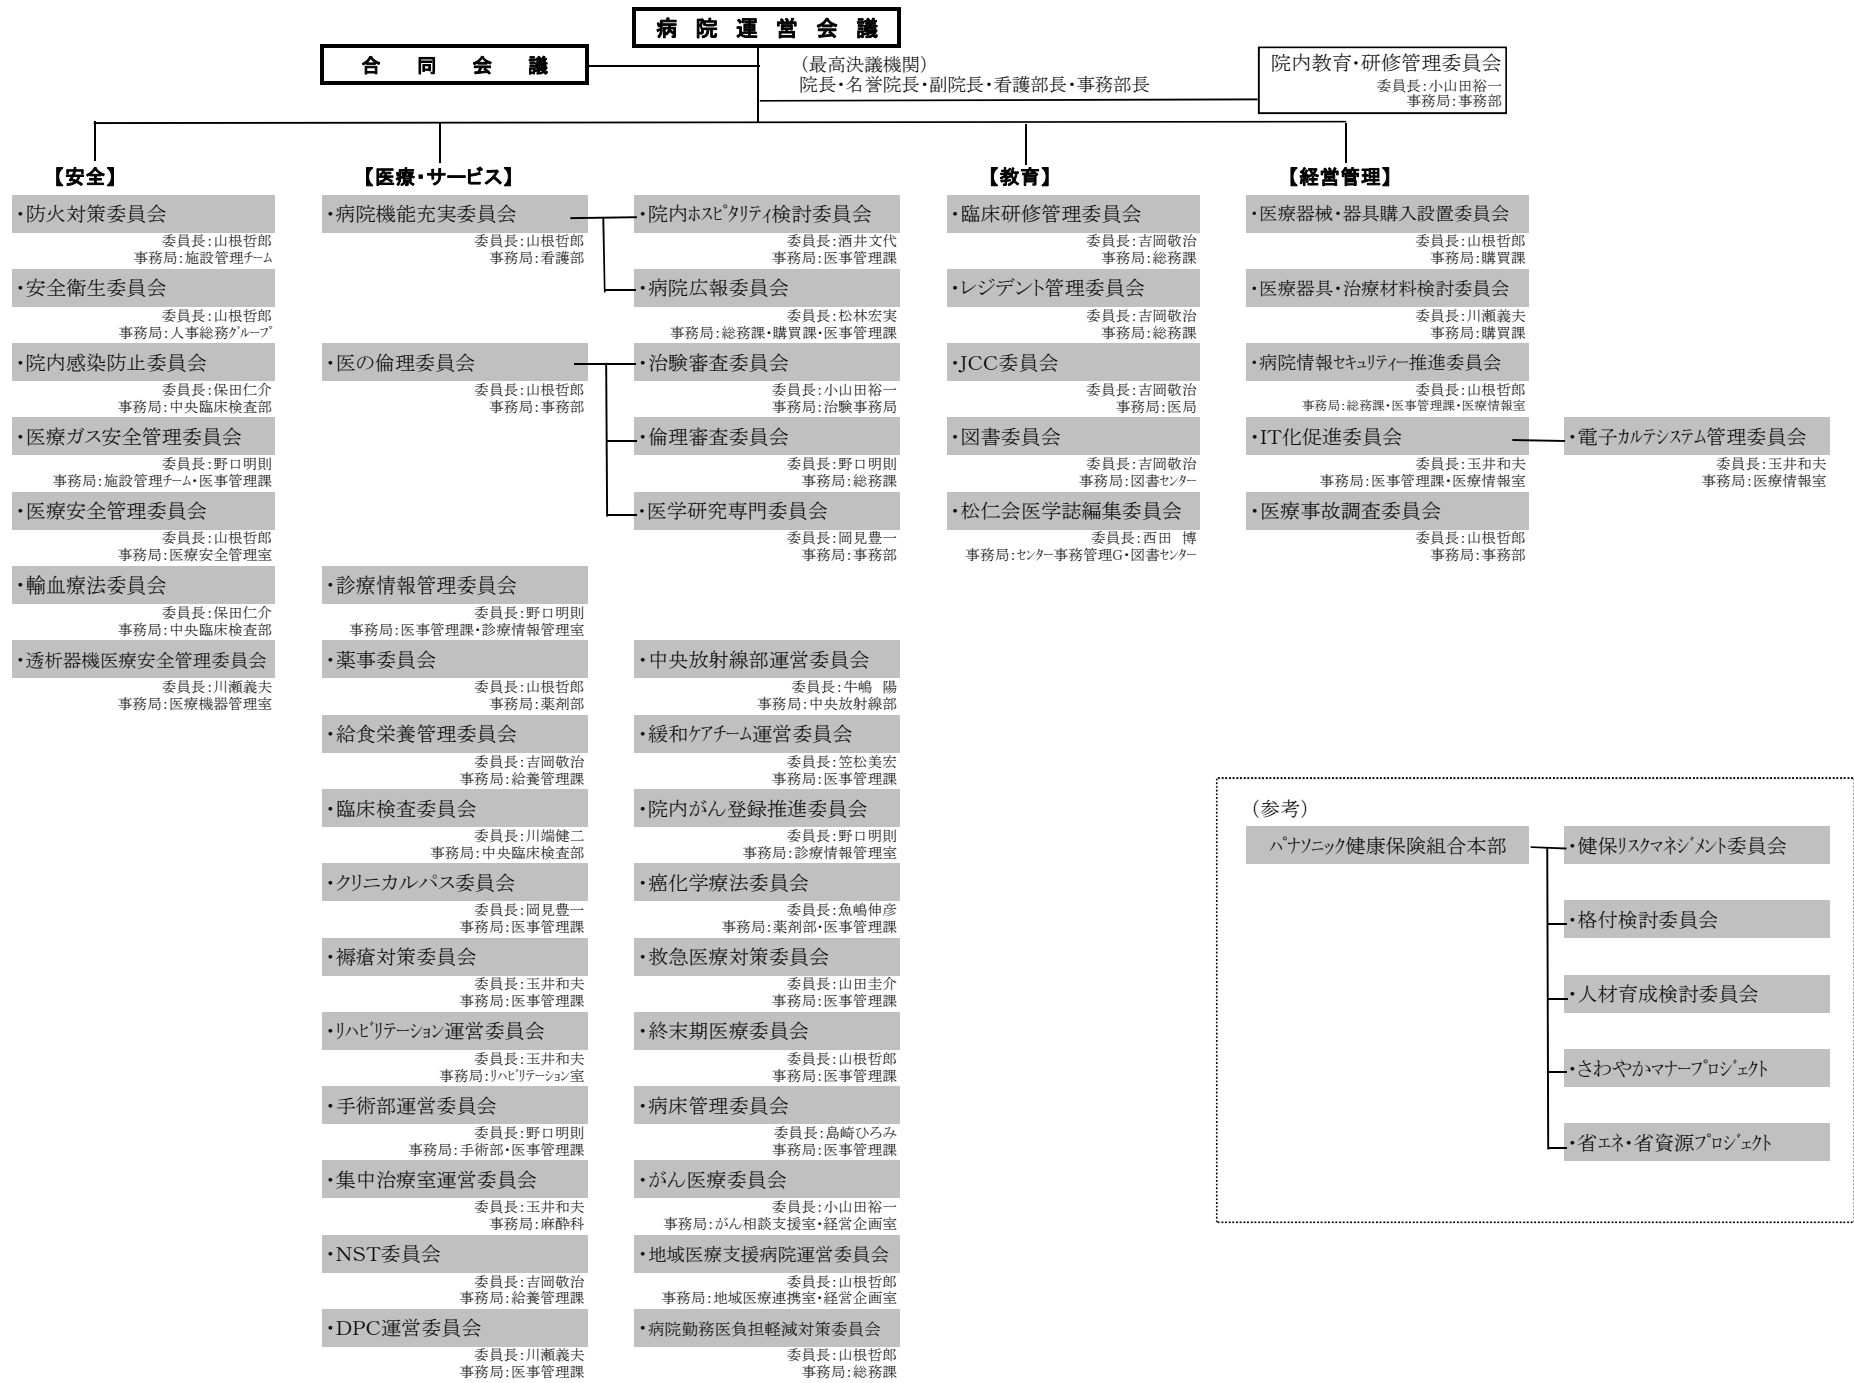 病 院 運 営 会 議
合 同 会 議
（最高決議機関）
院長・名誉院長・副院長・看護部長・事務部長
院内教育・研修管理委員会
委員長：小山田裕一
事務局：事務部
【安全】
・防火対策委員会
委員長：山根哲郎
事務局：施設管理ﾁｰﾑ
・安全衛生委員会
委員長：山根哲郎
事務局：人事総務ｸﾞﾙｰﾌﾟ
・院内感染防止委員会
委員長：保田仁介
事務局：中央臨床検査部
・医療ガス安全管理委員会
委員長：野口明則
事務局：施設管理ﾁｰﾑ・医事管理課
・医療安全管理委員会
委員長：山根哲郎
事務局：医療安全管理室
・輸血療法委員会
委員長：保田仁介
事務局：中央臨床検査部
・透析器機医療安全管理委員会
委員長：川瀬義夫
事務局：医療機器管理室
【医療・サービス】
・病院機能充実委員会
委員長：山根哲郎
事務局：看護部
・医の倫理委員会
委員長：山根哲郎
事務局：事務部
・診療情報管理委員会
委員長：野口明則
事務局：医事管理課・診療情報管理室
・薬事委員会
委員長：山根哲郎
事務局：薬剤部
・給食栄養管理委員会
委員長：吉岡敬治
事務局：給養管理課
・臨床検査委員会
委員長：川端健二
事務局：中央臨床検査部
・クリニカルパス委員会
委員長：岡見豊一
事務局：医事管理課
・褥瘡対策委員会
委員長：玉井和夫
事務局：医事管理課
・ﾘﾊﾋﾞﾘﾃｰｼｮﾝ運営委員会
委員長：玉井和夫
事務局：ﾘﾊﾋﾞﾘﾃｰｼｮﾝ室
・手術部運営委員会
委員長：野口明則
事務局：手術部・医事管理課
・集中治療室運営委員会
委員長：玉井和夫
事務局：麻酔科
・NST委員会
委員長：吉岡敬治
事務局：給養管理課
・DPC運営委員会
委員長：川瀬義夫
事務局：医事管理課
・院内ﾎｽﾋﾟﾀﾘﾃｨ検討委員会
委員長：酒井文代
事務局：医事管理課
・病院広報委員会
委員長：松林宏実
事務局：総務課・購買課・医事管理課
・治験審査委員会
委員長：小山田裕一
事務局：治験事務局
・倫理審査委員会
委員長：野口明則
事務局：総務課
・医学研究専門委員会
委員長：岡見豊一
事務局：事務部
・中央放射線部運営委員会
委員長：牛嶋　陽
事務局：中央放射線部
・緩和ｹｱﾁｰﾑ運営委員会
委員長：笠松美宏
事務局：医事管理課
・院内がん登録推進委員会
委員長：野口明則
事務局：診療情報管理室
・癌化学療法委員会
委員長：魚嶋伸彦
事務局：薬剤部・医事管理課
・救急医療対策委員会
委員長：山田圭介
事務局：医事管理課
・終末期医療委員会
委員長：山根哲郎
事務局：医事管理課
・病床管理委員会
委員長：島崎ひろみ
事務局：医事管理課
・がん医療委員会
委員長：小山田裕一
事務局：がん相談支援室・経営企画室
・地域医療支援病院運営委員会
委員長：山根哲郎
事務局：地域医療連携室・経営企画室
・病院勤務医負担軽減対策委員会
委員長：山根哲郎
事務局：総務課
【教育】
・臨床研修管理委員会
委員長：吉岡敬治
事務局：総務課
・レジデント管理委員会
委員長：吉岡敬治
事務局：総務課
・JCC委員会
委員長：吉岡敬治
事務局：医局
・図書委員会
委員長：吉岡敬治
事務局：図書ｾﾝﾀｰ
・松仁会医学誌編集委員会
委員長：西田　博
事務局：ｾﾝﾀｰ事務管理G・図書ｾﾝﾀｰ
【経営管理】
・医療器械・器具購入設置委員会
委員長：山根哲郎
事務局：購買課
・医療器具・治療材料検討委員会
委員長：川瀬義夫
事務局：購買課
・病院情報ｾｷｭﾘﾃｨｰ推進委員会
委員長：山根哲郎
事務局：総務課・医事管理課・医療情報室
・IT化促進委員会
委員長：玉井和夫
事務局：医事管理課・医療情報室
・医療事故調査委員会
委員長：山根哲郎
事務局：事務部
・電子ｶﾙﾃｼｽﾃﾑ管理委員会
委員長：玉井和夫
事務局：医療情報室
（参考）
ﾊﾟﾅｿﾆｯｸ健康保険組合本部
・健保ﾘｽｸﾏﾈｼﾞﾒﾝﾄ委員会
・格付検討委員会
・人材育成検討委員会
・さわやかﾏﾅｰﾌﾟﾛｼﾞｪｸﾄ
・省ｴﾈ・省資源ﾌﾟﾛｼﾞｪｸﾄ